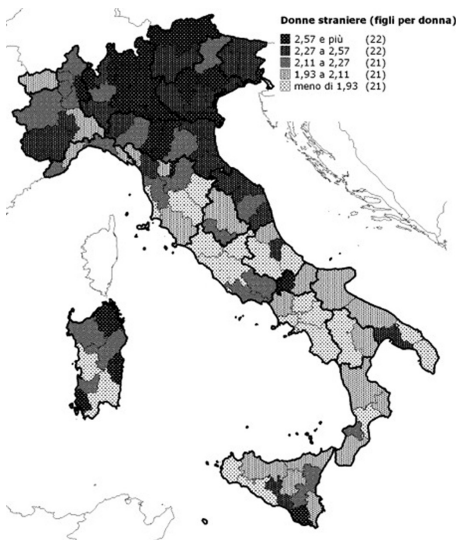 Donne straniere (figli per donna)
2,57 e più (22)
2,27 a 2,57 (22)
2,11 a 2,27 (21)
1,93 a 2,11 (21)
meno di 1,93 (21)